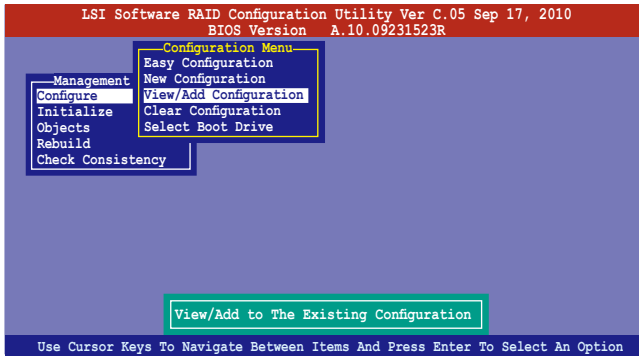 LSI Software RAID Configuration Utility Ver C.05 Sep 17, 2010
BIOS Version A.10.09231523R
Configuration Menu
Easy Configuration
New Configuration
View/Add Configuration
Clear Configuration
Select Boot Drive
Management
Configure
Initialize
Objects
Rebuild
Check Consistency
View/Add to The Existing Configuration
Use Cursor Keys To Navigate Between Items And Press Enter To Select An Option